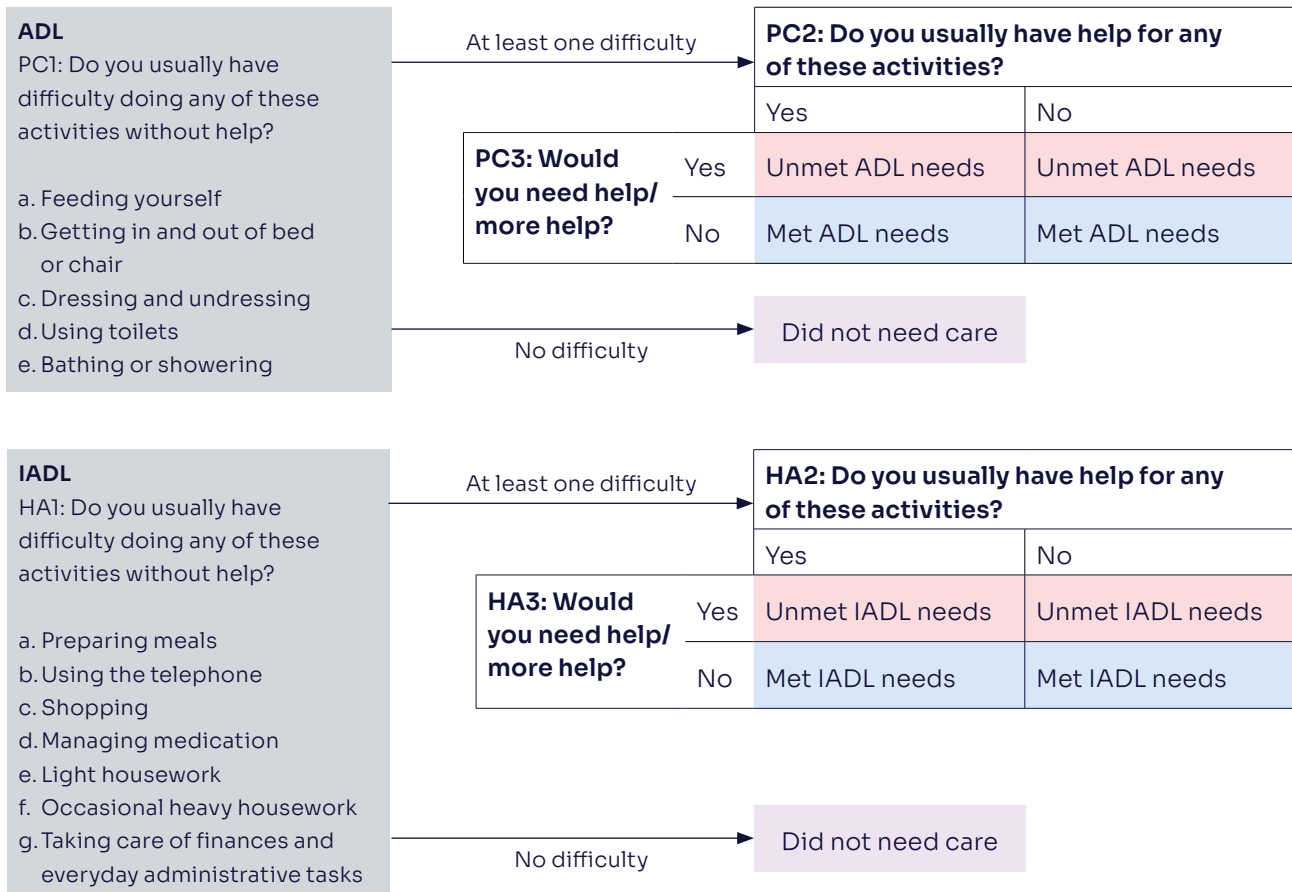 ADL
PC1: Do you usually have
difficulty doing any of these
activities without help?
a. Feeding yourself
b. Getting in and out of bed
or chair
c. Dressing and undressing
d. Using toilets
e. Bathing or showering
At least one difficulty
PC2: Do you usually have help for any
of these activities?
Yes
No
PC3: Would
you need help/
more help?
Yes
Unmet ADL needs
Unmet ADL needs
No
Met ADL needs
Met ADL needs
No difficulty
Did not need care
IADL
HA1: Do you usually have
difficulty doing any of these
activities without help?
a. Preparing meals
b. Using the telephone
c. Shopping
d. Managing medication
e. Light housework
f. Occasional heavy housework
g. Taking care of finances and
everyday administrative tasks
At least one difficulty
HA2: Do you usually have help for any
of these activities?
Yes
No
HA3: Would
you need help/
more help?
Yes
Unmet IADL needs
Unmet IADL needs
No
Met IADL needs
Met IADL needs
No difficulty
Did not need care